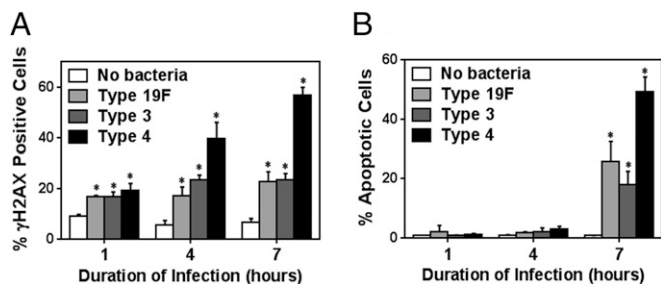 A
% γH2AX Positive Cells
60
40
20
0
No bacteria
Type 19F
Type 3
Type 4
* * *
* * *
* * *
1 4 7
Duration of Infection (hours)
B
% Apoptotic Cells
60
40
20
0
No bacteria
Type 19F
Type 3
Type 4
* * *
1 4 7
Duration of Infection (hours)